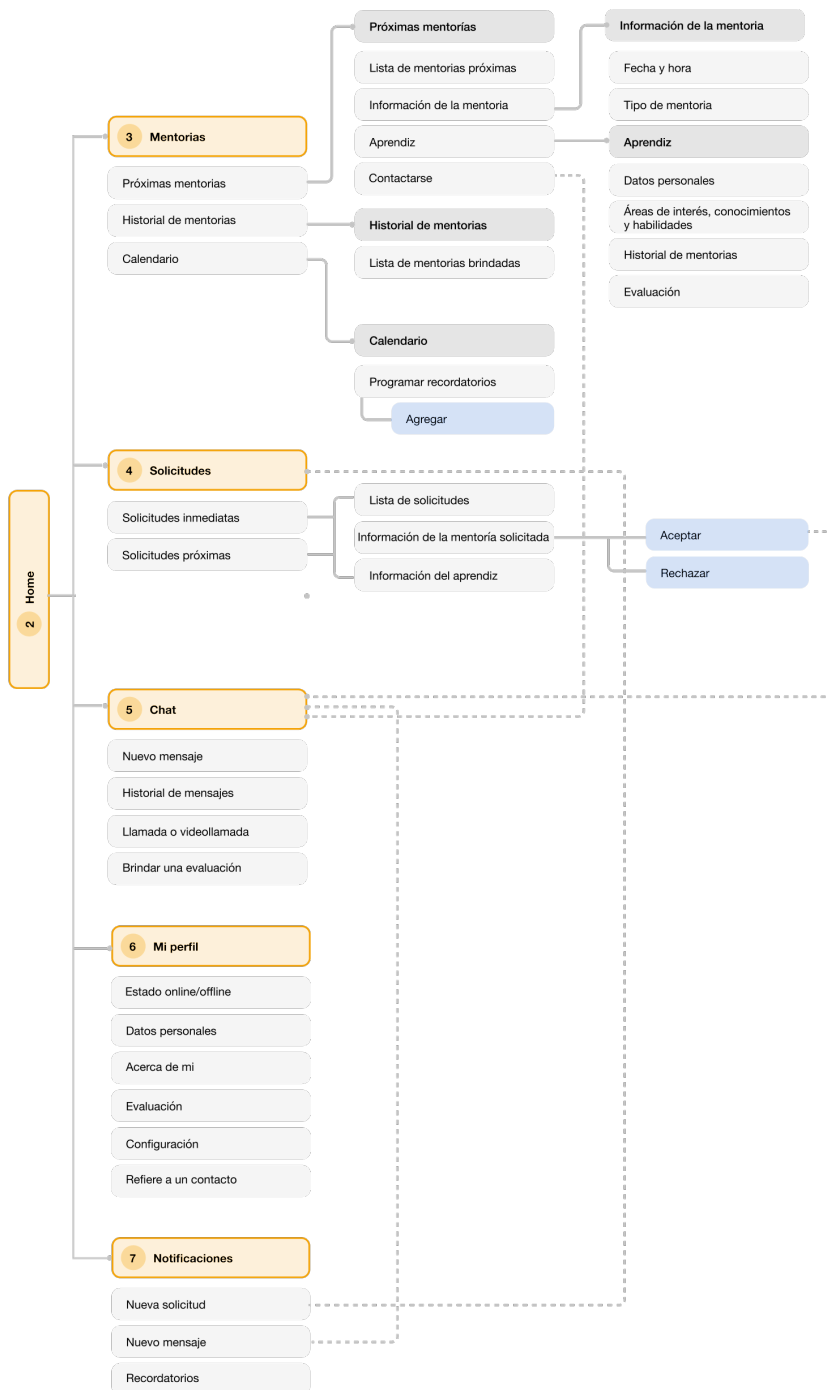 2 Home
3 Mentorias
Próximas mentorias
Historial de mentorias
Calendario
Próximas mentorías
Lista de mentorias próximas
Información de la mentoria
Aprendiz
Contactarse
Información de la mentoria
Fecha y hora
Tipo de mentoria
Aprendiz
Datos personales
Áreas de interés, conocimientos
y habilidades
Historial de mentorias
Evaluación
Historial de mentorias
Lista de mentorias brindadas
Calendario
Programar recordatorios
Agregar
4 Solicitudes
Solicitudes inmediatas
Solicitudes próximas
Lista de solicitudes
Información de la mentoría solicitada
Información del aprendiz
Aceptar
Rechazar
5 Chat
Nuevo mensaje
Historial de mensajes
Llamada o videollamada
Brindar una evaluación
6 Mi perfil
Estado online/offline
Datos personales
Acerca de mi
Evaluación
Configuración
Refiere a un contacto
7 Notificaciones
Nueva solicitud
Nuevo mensaje
Recordatorios